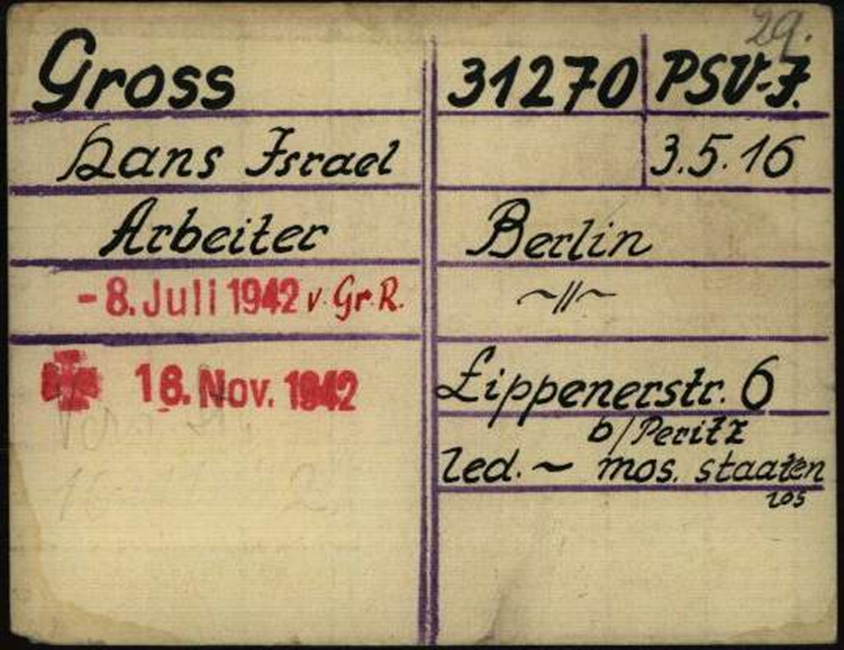 29.
Gross
Hans Israel
Arbeiter
- 8. Juli 1942 v. Gr. R.
16. Nov. 1942
31270 PSV-J.
3.5.16
Berlin
~//~
Lippenerstr. 6
b/Peritz
led. ~ mos. staaten
los